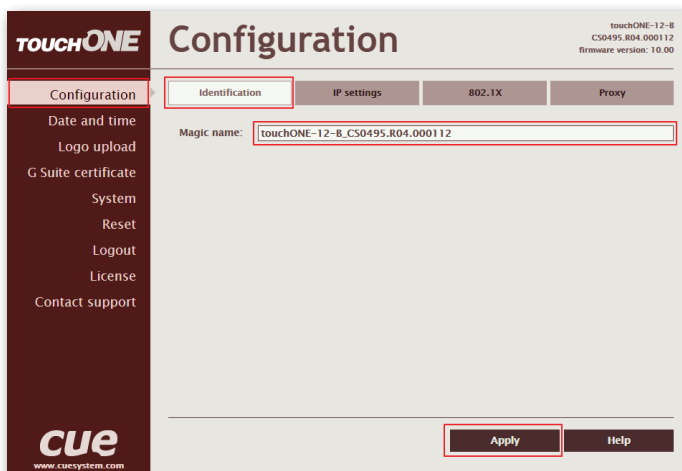 TOUCHONE
Configuration
touchONE-12-B
CS0495.R04.000112
firmware version: 10.00
Configuration
Date and time
Logo upload
G Suite certificate
System
Reset
Logout
License
Contact support
Identification
IP settings
802.1X
Proxy
Magic name:
touchONE-12-B_CS0495.R04.000112
Apply
Help
cue
www.cuesystem.com